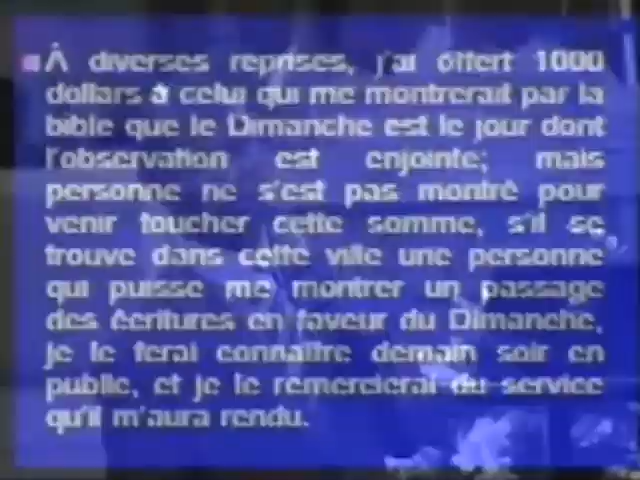 À diverses reprises, j'ai offert 1000
dollars à celui qui me montrerait par la
bible que le Dimanche est le jour dont
l'observation est enjointe; mais
personne ne s'est pas montré pour
venir toucher cette somme, s'il se
trouve dans cette ville une personne
qui puisse me montrer un passage
des écritures en faveur du Dimanche,
je le ferai connaître demain soir en
public, et je le remercierai du service
qu'il m'aura rendu.